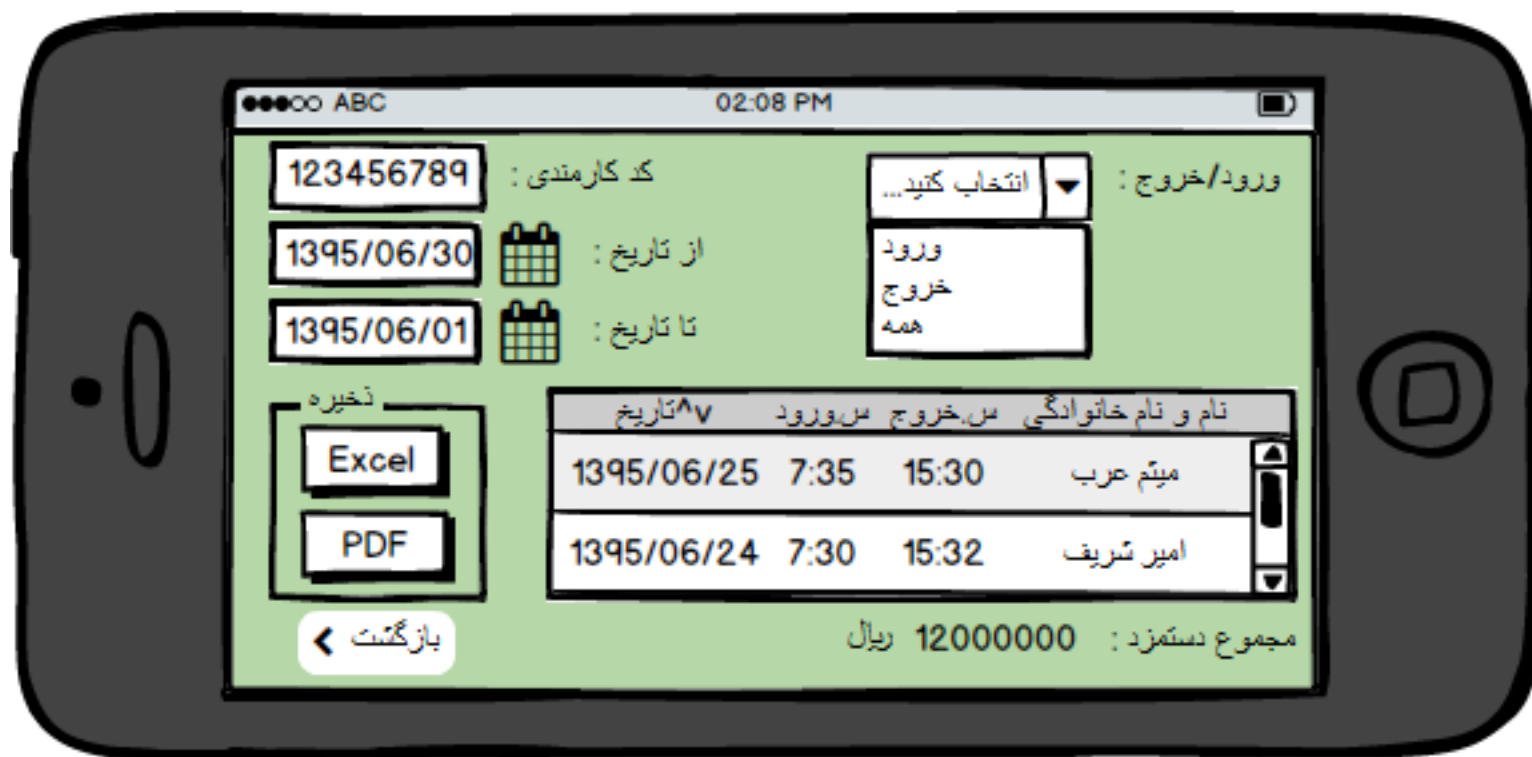 ●●●○○ ABC 02:08 PM
ورود/خروج : انتخاب کنید... کد کارمندی : 123456789
ورود
خروج
همه
از تاریخ : 1395/06/30
تا تاریخ : 1395/06/01
نام و نام خانوادگی س.خروج س.ورود تاریخ^v
میثم عرب 15:30 7:35 1395/06/25
امیر شریف 15:32 7:30 1395/06/24
ذخیره
Excel
PDF
مجموع دستمزد : 12000000 ریال
بازگشت